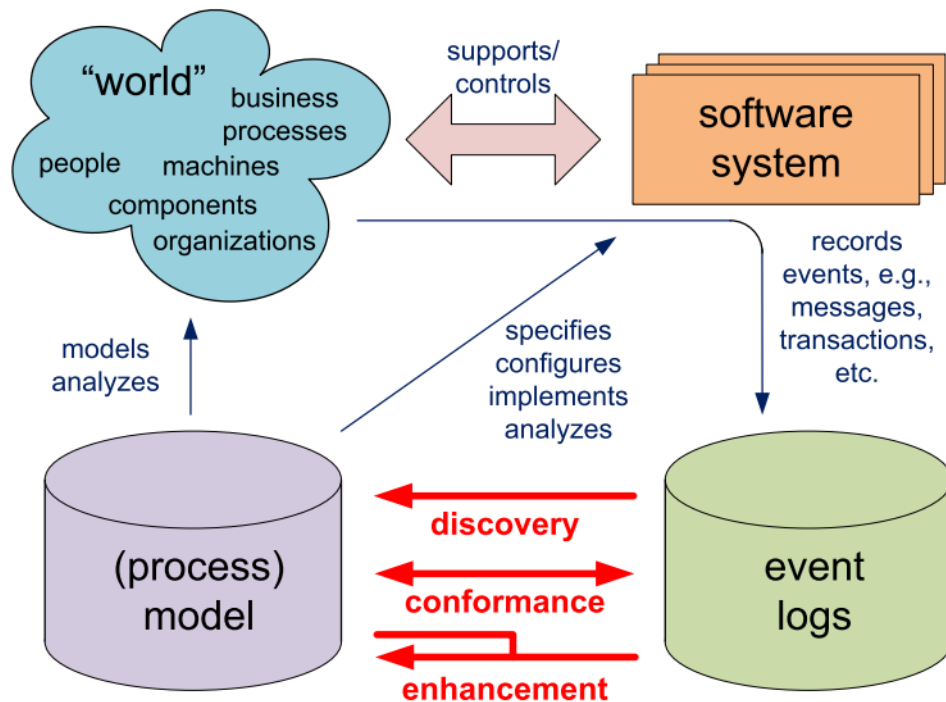 “world”
business
processes
people
machines
components
organizations
supports/
controls
software
system
records
events, e.g.,
messages,
transactions,
etc.
models
analyzes
specifies
configures
implements
analyzes
(process)
model
discovery
conformance
enhancement
event
logs